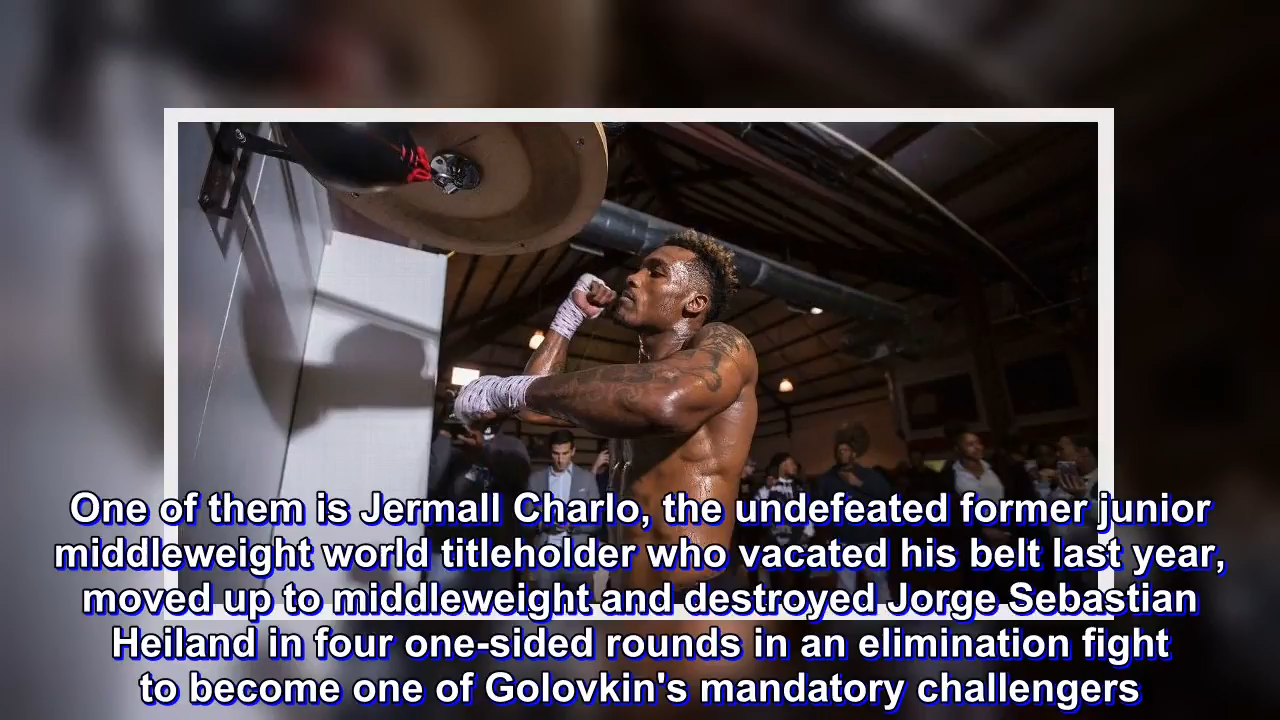 One of them is Jermall Charlo, the undefeated former junior
middleweight world titleholder who vacated his belt last year,
moved up to middleweight and destroyed Jorge Sebastian
Heiland in four one-sided rounds in an elimination fight
to become one of Golovkin's mandatory challengers